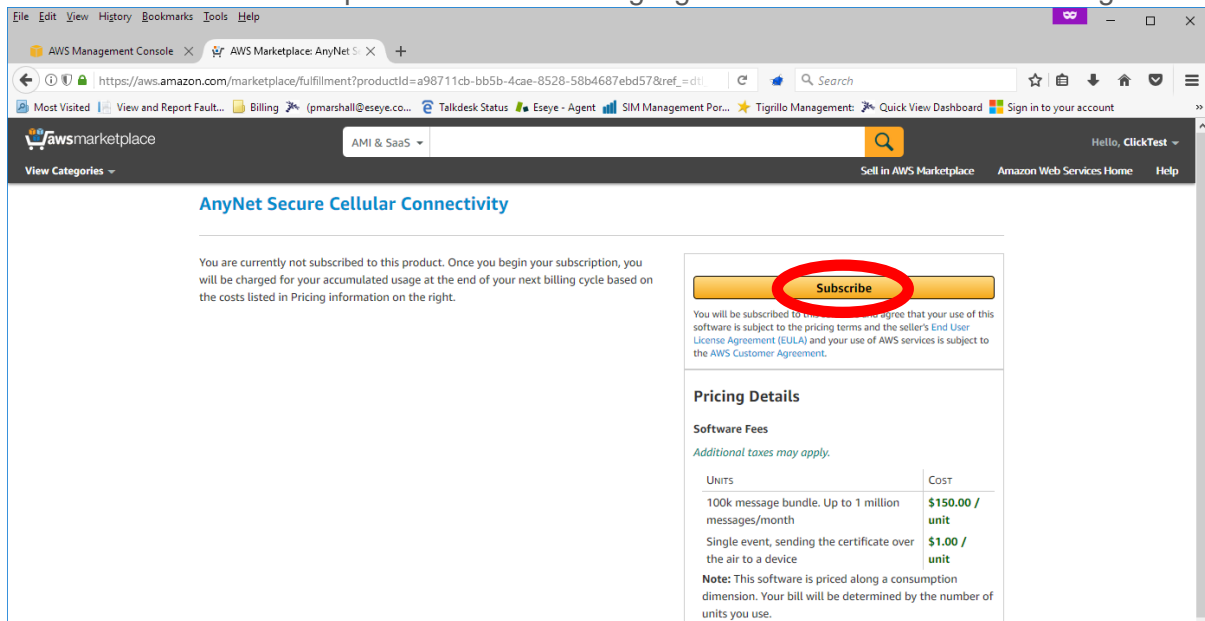 File Edit View History Bookmarks Tools Help
AWS Management Console AWS Marketplace: AnyNet S
https://aws.amazon.com/marketplace/fulfillment?productId=a98711cb-bb5b-4cae-8528-58b4687ebd57&ref_=dtl_ Search
Most Visited View and Report Fault... Billing (pmarshall@eseye.co... Talkdesk Status Eseye - Agent SIM Management Por... Tigrillo Management: Quick View Dashboard Sign in to your account »
awsmarketplace AMI & SaaS Hello, ClickTest
View Categories Sell in AWS Marketplace Amazon Web Services Home Help
AnyNet Secure Cellular Connectivity
You are currently not subscribed to this product. Once you begin your subscription, you
will be charged for your accumulated usage at the end of your next billing cycle based on
the costs listed in Pricing information on the right.
Subscribe
You will be subscribed to this and agree that your use of this
software is subject to the pricing terms and the seller's End User
License Agreement (EULA) and your use of AWS services is subject to
the AWS Customer Agreement.
Pricing Details
Software Fees
Additional taxes may apply.
UNITS COST
100k message bundle. Up to 1 million $150.00 /
messages/month unit
Single event, sending the certificate over $1.00 /
the air to a device unit
Note: This software is priced along a consumption
dimension. Your bill will be determined by the number of
units you use.